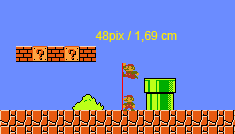 48pix / 1,69 cm
? ?